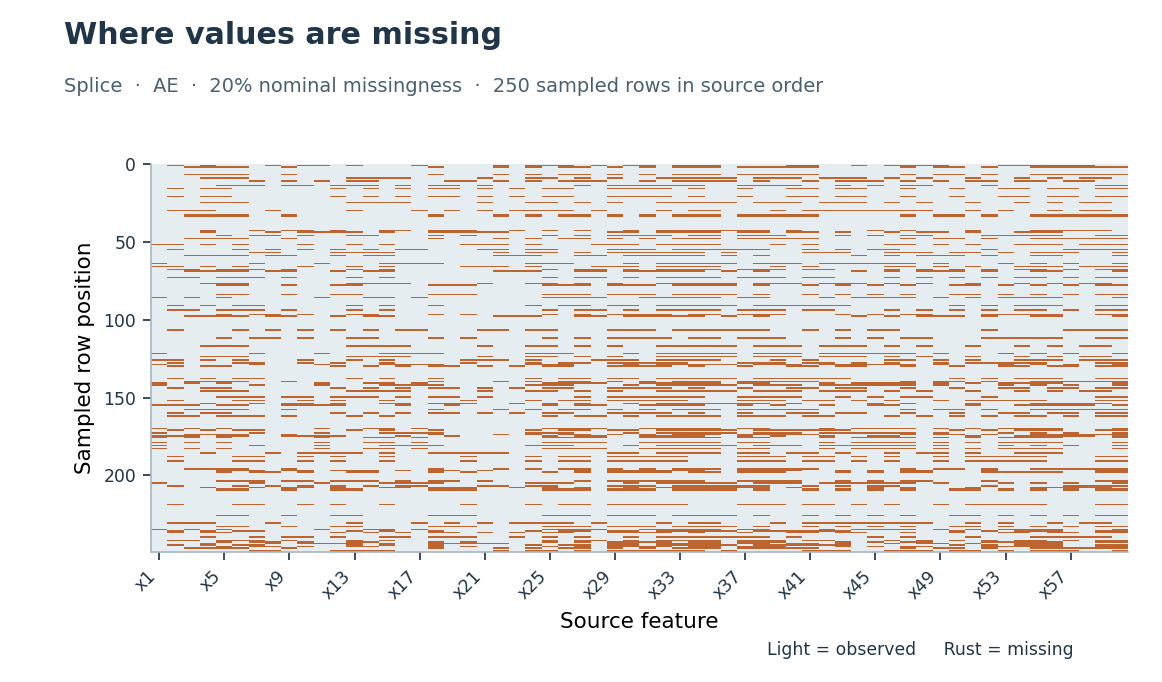 Where values are missing
Splice · AE · 20% nominal missingness · 250 sampled rows in source order
0
50
100
150
200
Sampled row position
x1 x5 x9 x13 x17 x21 x25 x29 x33 x37 x41 x45 x49 x53 x57
Source feature
Light = observed Rust = missing